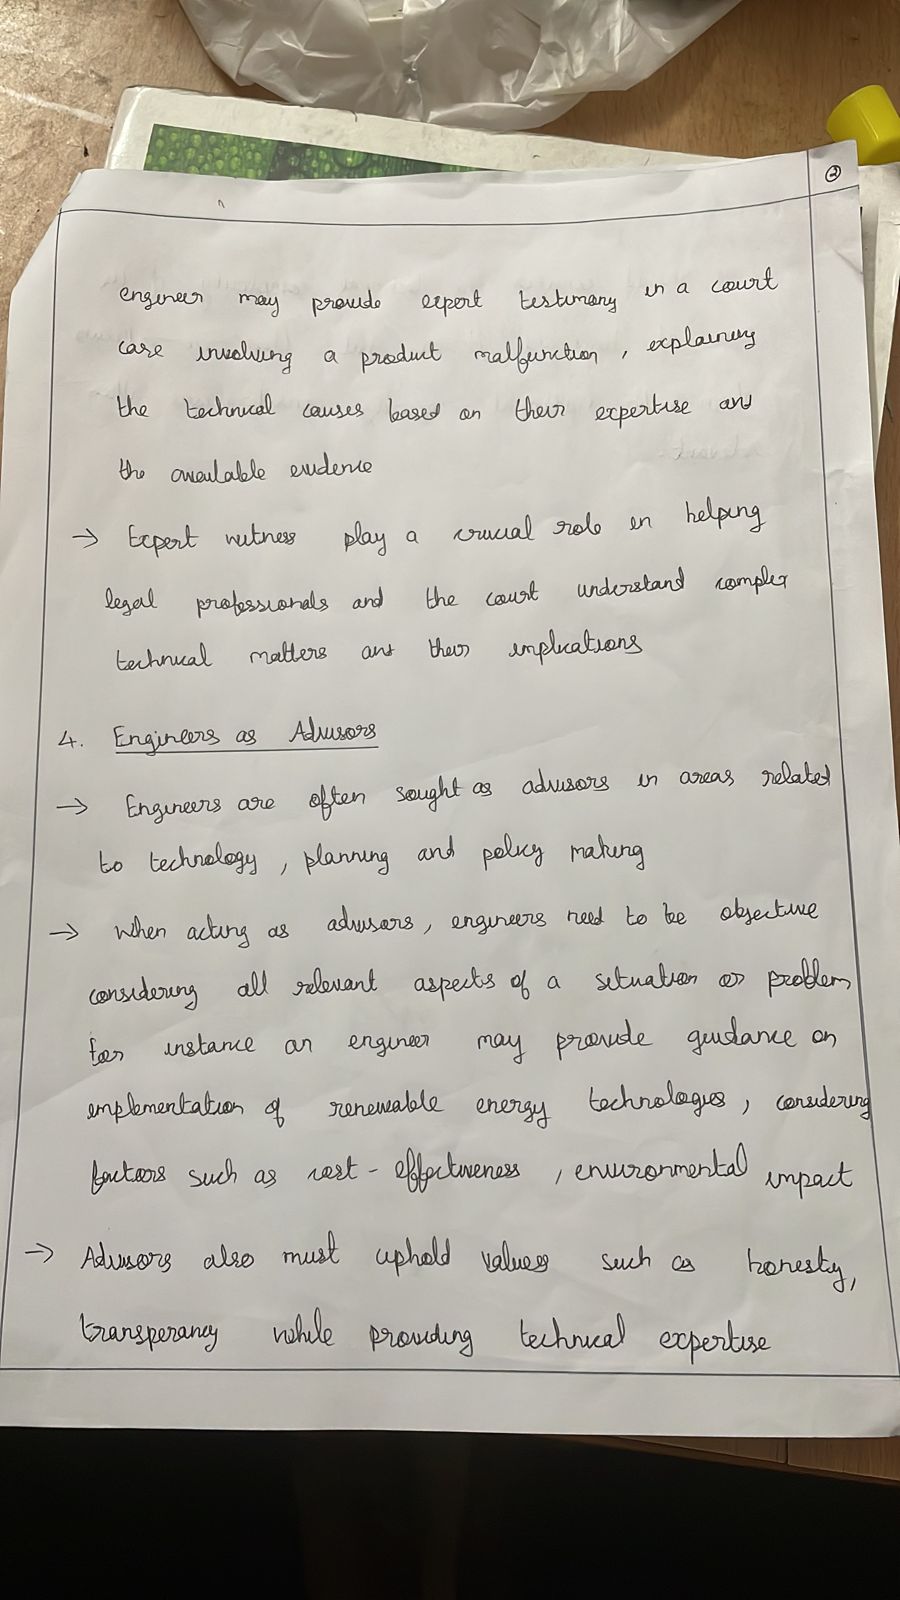 2
engineer may provide expert testimony in a court
case involving a product malfunction, explaining
the technical causes based on their expertise and
the available evidence
→ Expert witness play a crucial role in helping
legal professionals and the court understand complex
technical matters and their implications
4. Engineers as Advisors
→ Engineers are often sought as advisors in areas related
to technology, planning and policy making
→ When acting as advisors, engineers need to be objective
considering all relevant aspects of a situation or problem
for instance an engineer may provide guidance on
implementation of renewable energy technologies, considering
factors such as cost-effectiveness, environmental impact
→ Advisors also must uphold values such as honesty,
transperancy while providing technical expertise